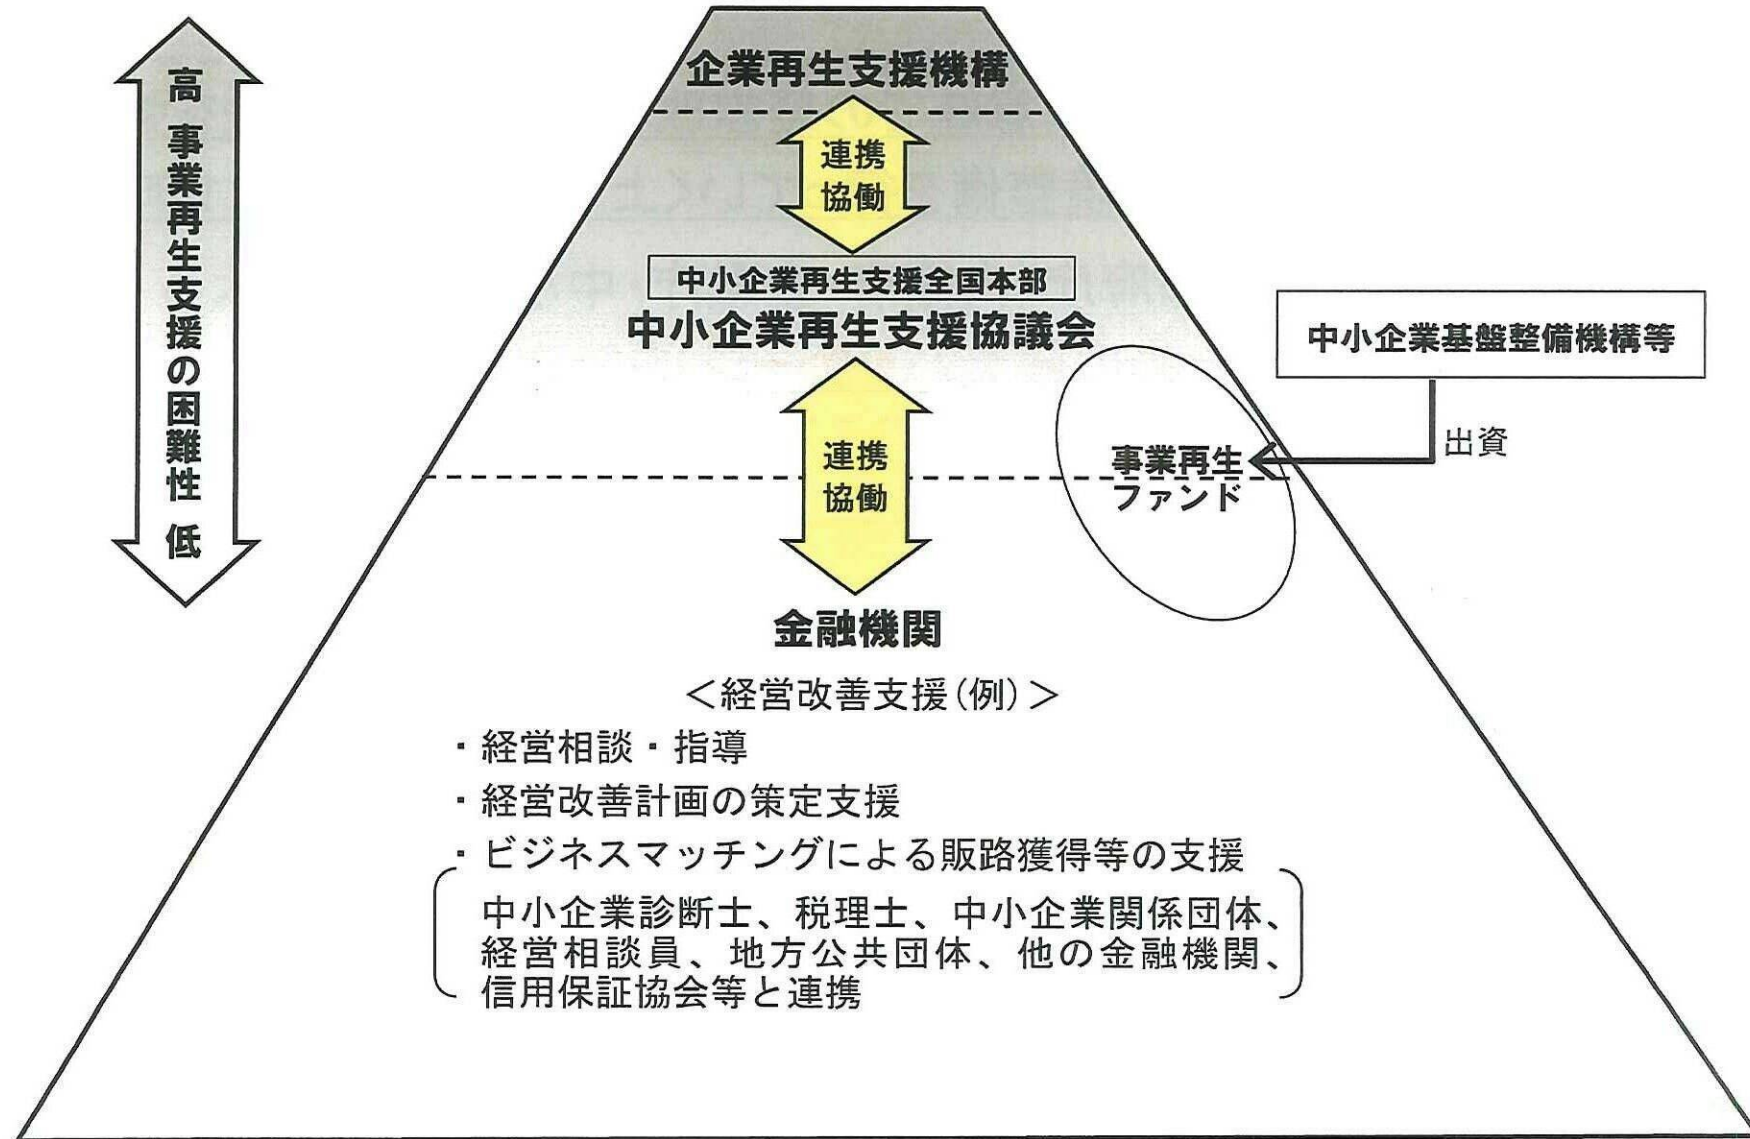 高 事業再生支援の困難性 低
企業再生支援機構
連携
協働
中小企業再生支援全国本部
中小企業再生支援協議会
中小企業基盤整備機構等
出資
連携
協働
事業再生
ファンド
金融機関
＜経営改善支援（例）＞
・経営相談・指導
・経営改善計画の策定支援
・ビジネスマッチングによる販路獲得等の支援
中小企業診断士、税理士、中小企業関係団体、
経営相談員、地方公共団体、他の金融機関、
信用保証協会等と連携